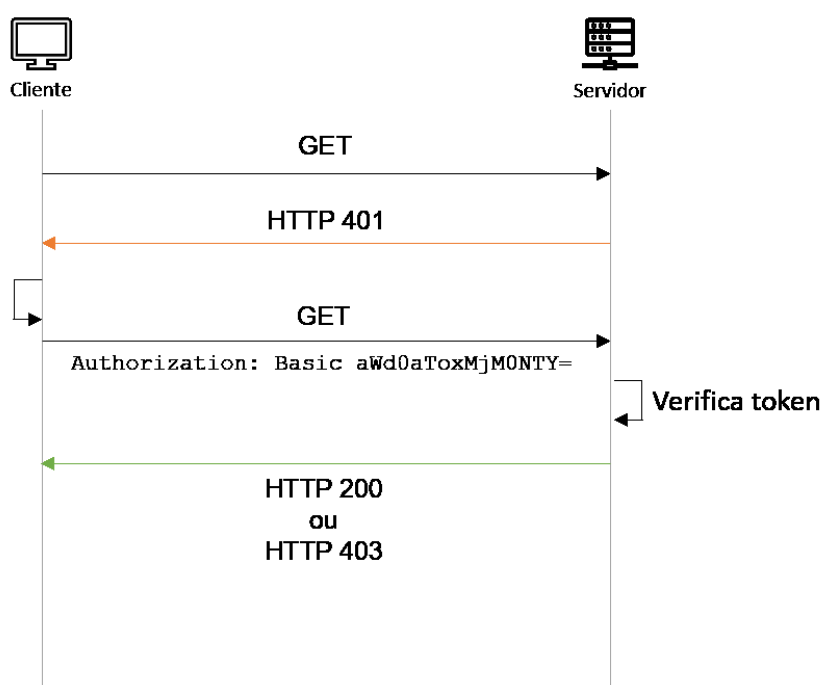 Cliente
Servidor
GET
HTTP 401
GET
Authorization: Basic aWd0aToxMjM0NTY=
Verifica token
HTTP 200
ou
HTTP 403